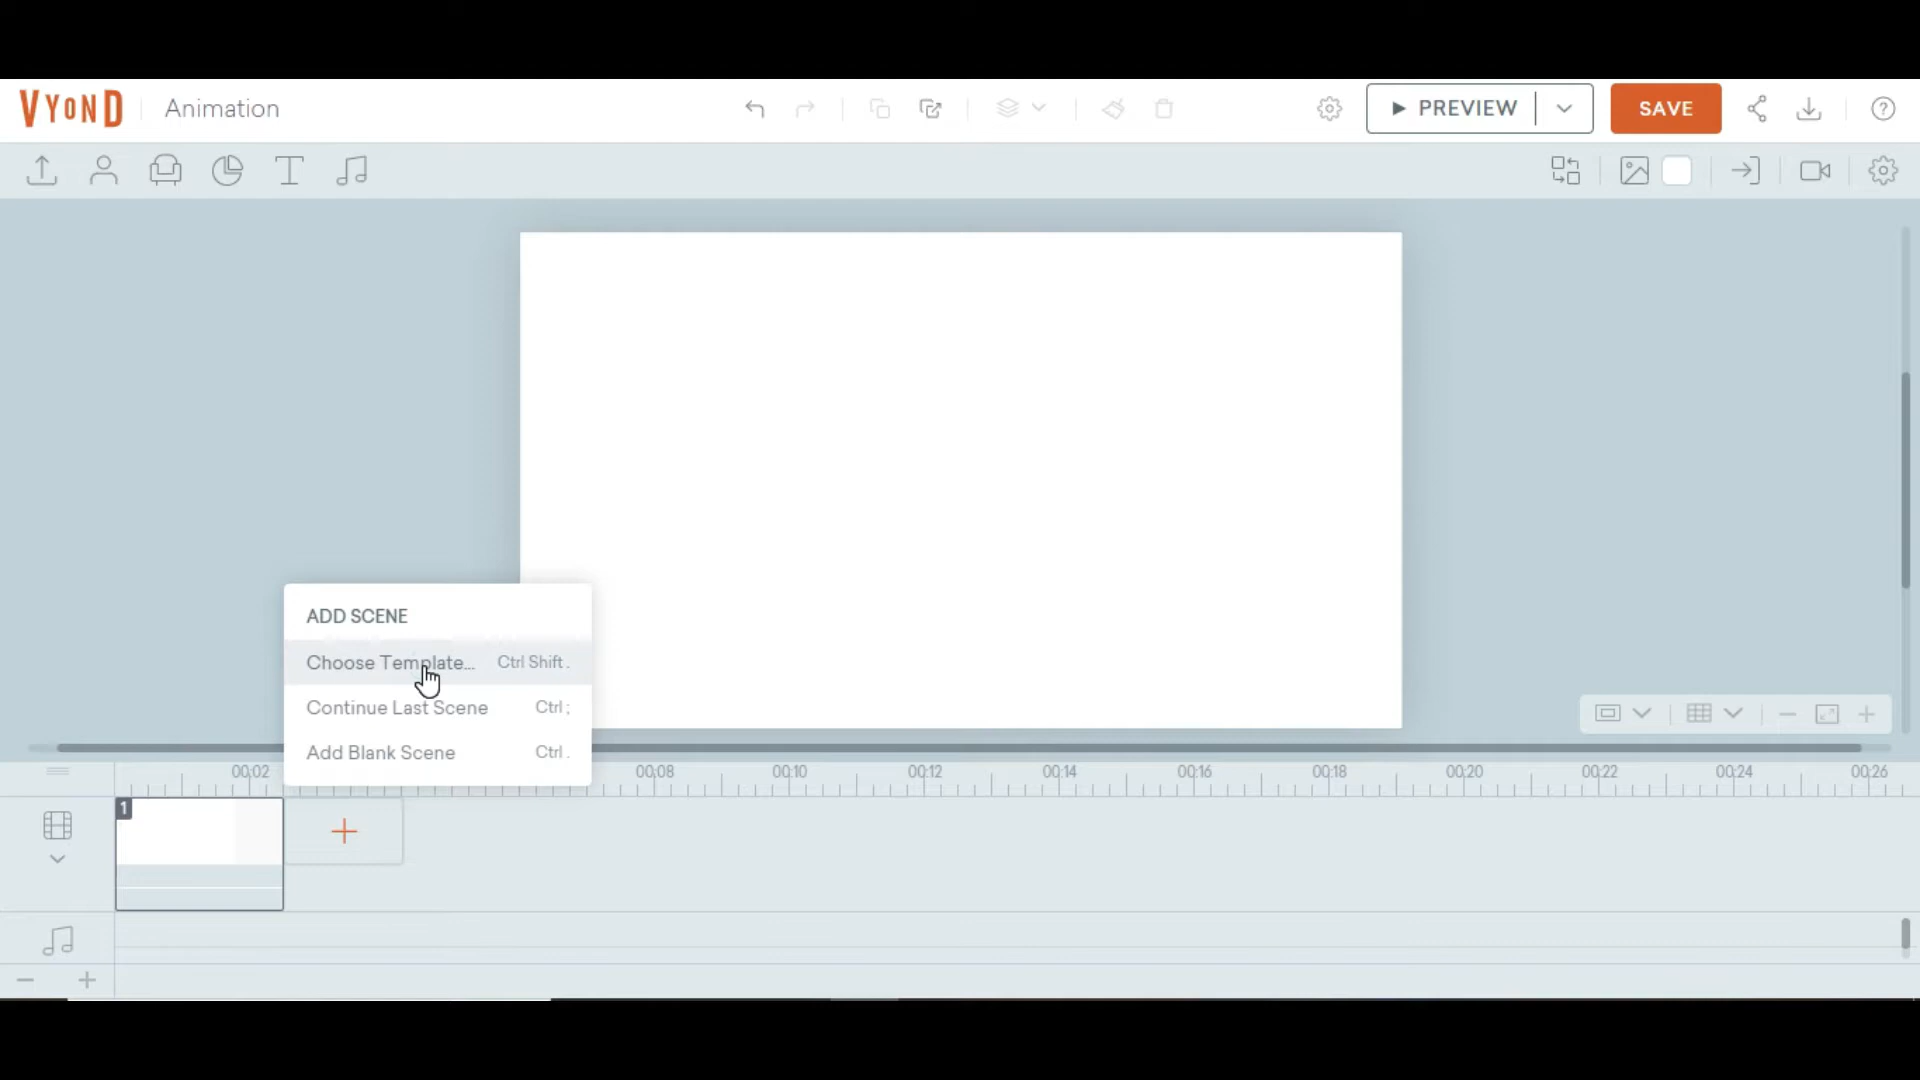 VYOND Animation PREVIEW SAVE
ADD SCENE
Choose Template... Ctrl Shift .
Continue Last Scene Ctrl ;
Add Blank Scene Ctrl .
00:02 00:08 00:10 00:12 00:14 00:16 00:18 00:20 00:22 00:24 00:26
1